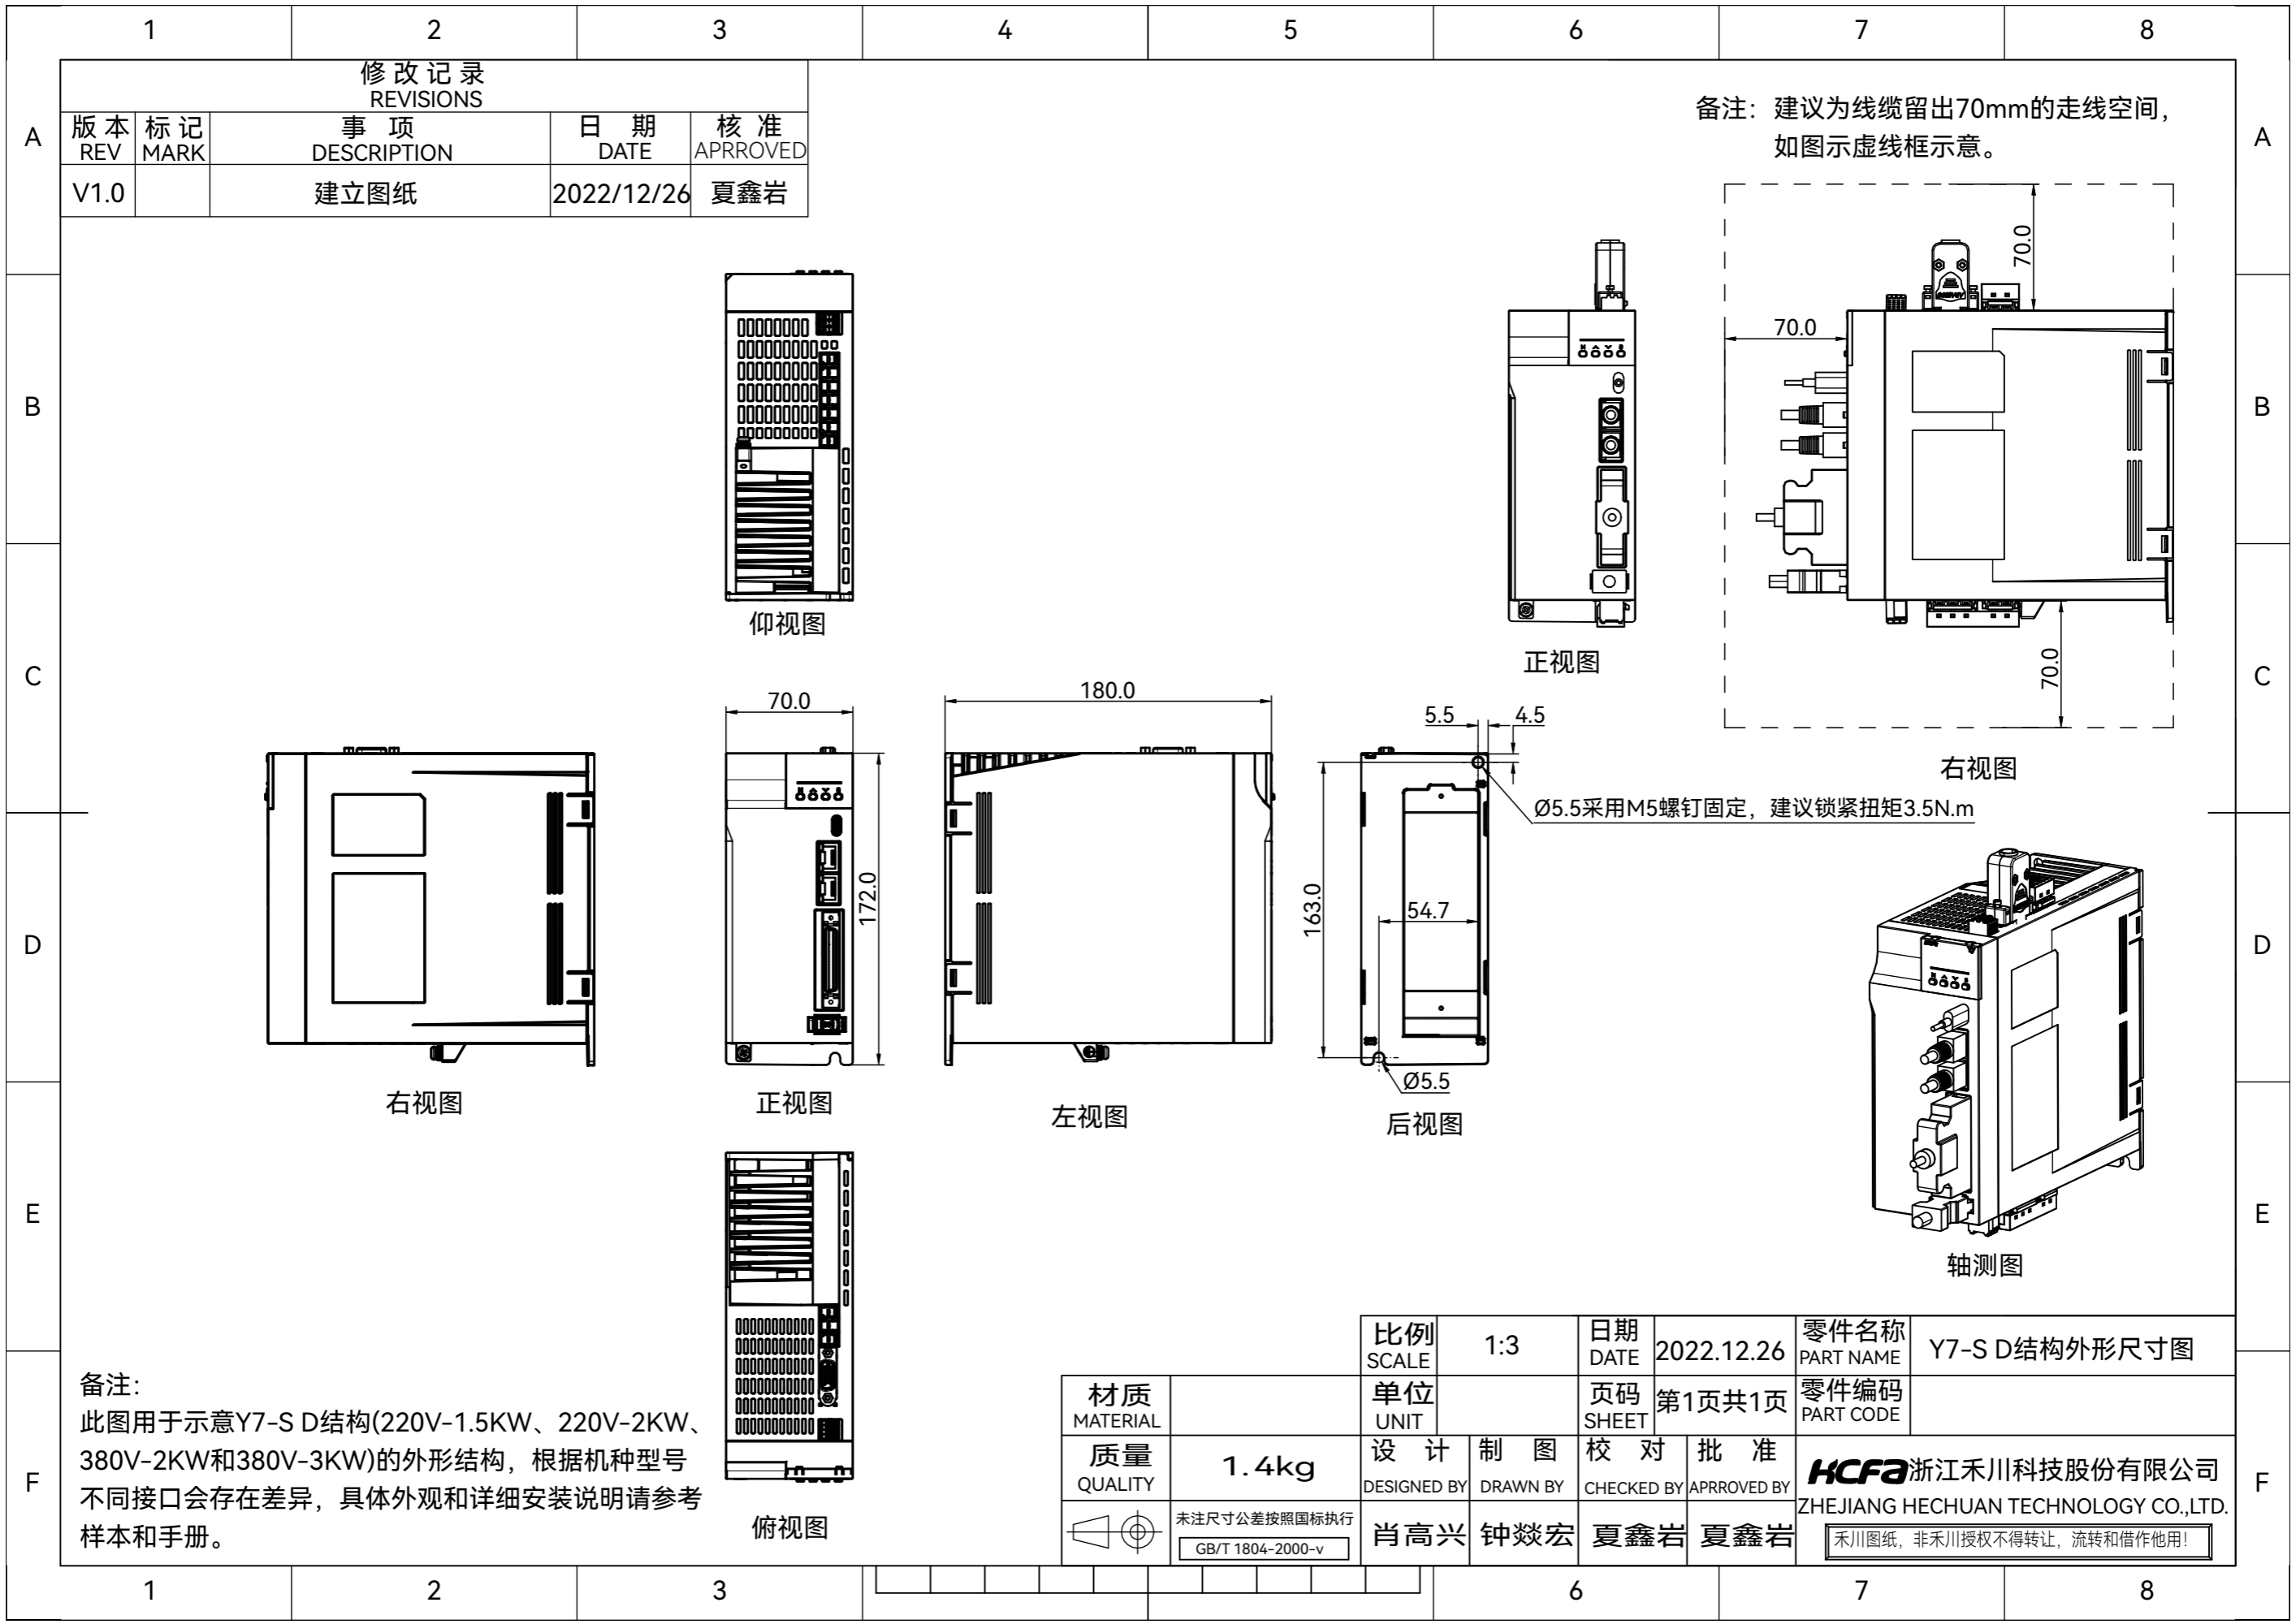 1 2 3 4 5 6 7 8
A A
B B
C C
D D
E E
F F
1 2 3 6 7 8
修改记录
REVISIONS
版本 标记 事 项 日 期 核 准
REV MARK DESCRIPTION DATE APRROVED
V1.0 建立图纸 2022/12/26 夏鑫岩
备注：建议为线缆留出70mm的走线空间，
如图示虚线框示意。
70.0
70.0
70.0
仰视图
正视图
右视图
70.0
172.0
180.0
5.5 4.5
163.0
54.7
Ø5.5
Ø5.5采用M5螺钉固定，建议锁紧扭矩3.5N.m
右视图
正视图
左视图
后视图
轴测图
俯视图
备注：
此图用于示意Y7-S D结构(220V-1.5KW、220V-2KW、
380V-2KW和380V-3KW)的外形结构，根据机种型号
不同接口会存在差异，具体外观和详细安装说明请参考
样本和手册。
比例 1:3 日期 2022.12.26 零件名称 Y7-S D结构外形尺寸图
SCALE DATE PART NAME
材质 单位 页码 第1页共1页 零件编码
MATERIAL UNIT SHEET PART CODE
质量 1.4kg 设 计 制 图 校 对 批 准
QUALITY DESIGNED BY DRAWN BY CHECKED BY APRROVED BY
未注尺寸公差按照国标执行
GB/T 1804-2000-v
肖高兴 钟燚宏 夏鑫岩 夏鑫岩
HCFA浙江禾川科技股份有限公司
ZHEJIANG HECHUAN TECHNOLOGY CO.,LTD.
禾川图纸，非禾川授权不得转让，流转和借作他用！